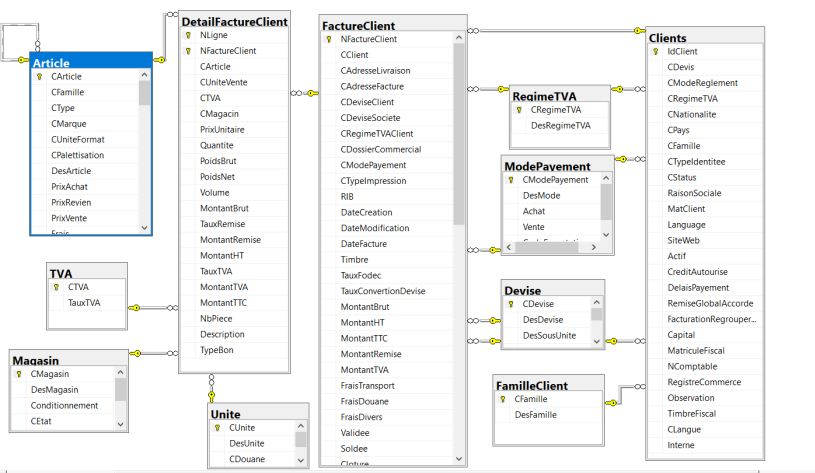 Article
CArticle
CFamille
CType
CMarque
CUniteFormat
CPalettisation
DesArticle
PrixAchat
PrixRevien
PrixVente
Frais
TVA
CTVA
TauxTVA
Magasin
CMagasin
DesMagasin
Conditionnement
CEtat
DetailFactureClient
NLigne
NFactureClient
CArticle
CUniteVente
CTVA
CMagacin
PrixUnitaire
Quantite
PoidsBrut
PoidsNet
Volume
MontantBrut
TauxRemise
MontantRemise
MontantHT
TauxTVA
MontantTVA
MontantTTC
NbPiece
Description
TypeBon
Unite
CUnite
DesUnite
CDouane
FactureClient
NFactureClient
CClient
CAdresseLivraison
CAdresseFacture
CDeviseClient
CDeviseSociete
CRegimeTVAClient
CDossierCommercial
CModePayement
CTypeImpression
RIB
DateCreation
DateModification
DateFacture
Timbre
TauxFodec
TauxConvertionDevise
MontantBrut
MontantHT
MontantTTC
MontantRemise
MontantTVA
FraisTransport
FraisDouane
FraisDivers
Validee
Soldee
Cloture
RegimeTVA
CRegimeTVA
DesRegimeTVA
ModePavement
CModePayement
DesMode
Achat
Vente
Devise
CDevise
DesDevise
DesSousUnite
FamilleClient
CFamille
DesFamille
Clients
IdClient
CDevis
CModeReglement
CRegimeTVA
CNationalite
CPays
CFamille
CTypeIdentitee
CStatus
RaisonSociale
MatClient
Language
SiteWeb
Actif
CreditAutourise
DelaisPayement
RemiseGlobalAccorde
FacturationRegrouper...
Capital
MatriculeFiscal
NComptable
RegistreCommerce
Observation
TimbreFiscal
CLangue
Interne